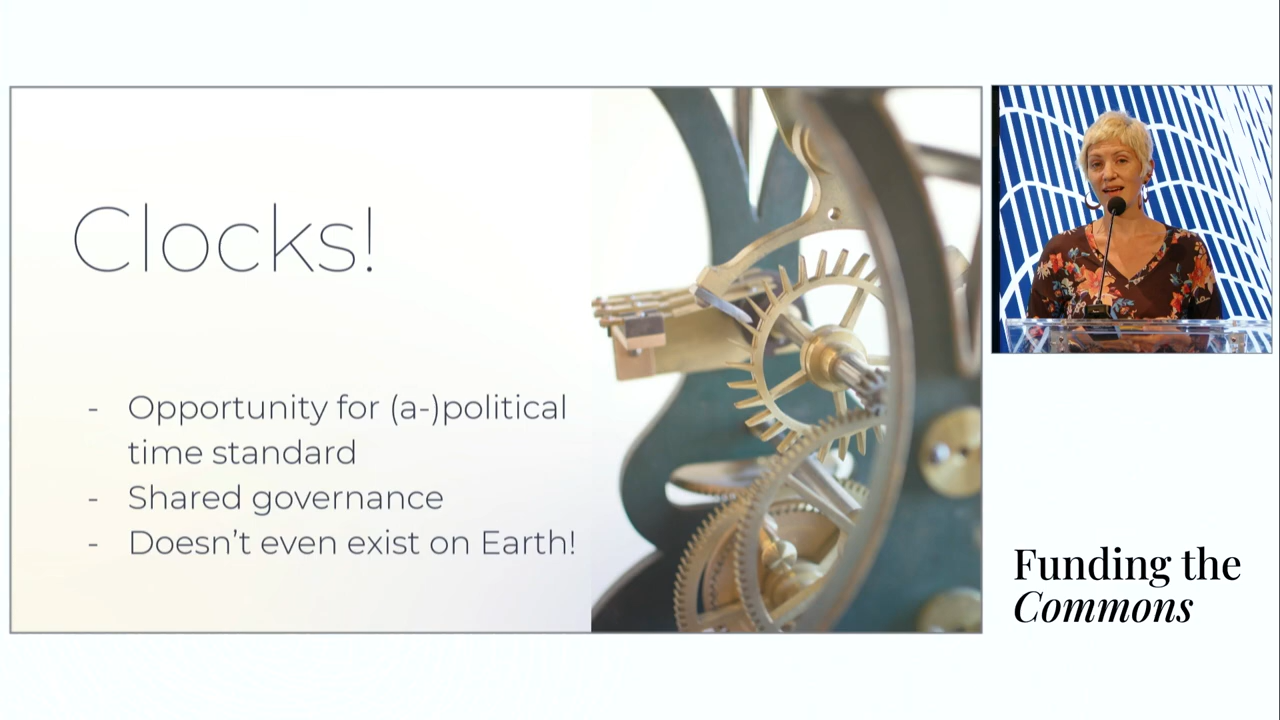 Clocks!
- Opportunity for (a-)political
time standard
- Shared governance
- Doesn’t even exist on Earth!
Funding the
Commons